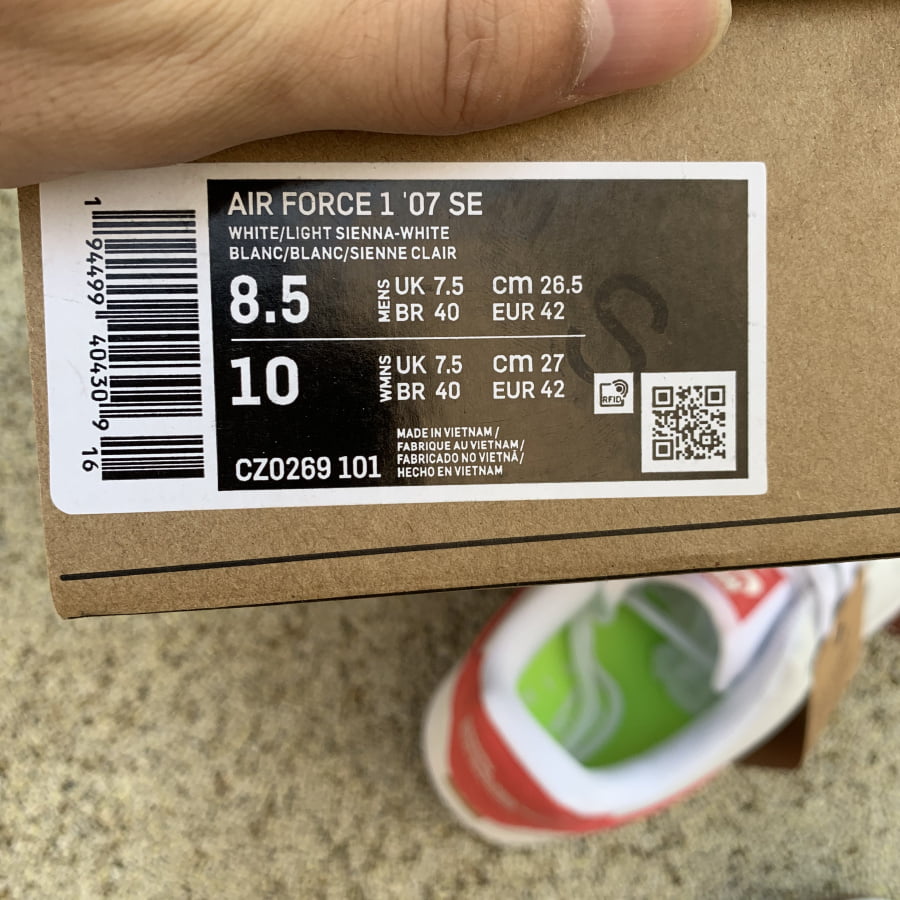 AIR FORCE 1 '07 SE
WHITE/LIGHT SIENNA-WHITE
BLANC/BLANC/SIENNE CLAIR
8.5 MENS UK 7.5 cm 26.5
BR 40 EUR 42
10 WMNS UK 7.5 cm 27
BR 40 EUR 42
RFID
CZ0269 101
MADE IN VIETNAM /
FABRIQUE AU VIETNAM /
FABRICADO NO VIETNÃ /
HECHO EN VIETNAM
1 94499 40430 9 16